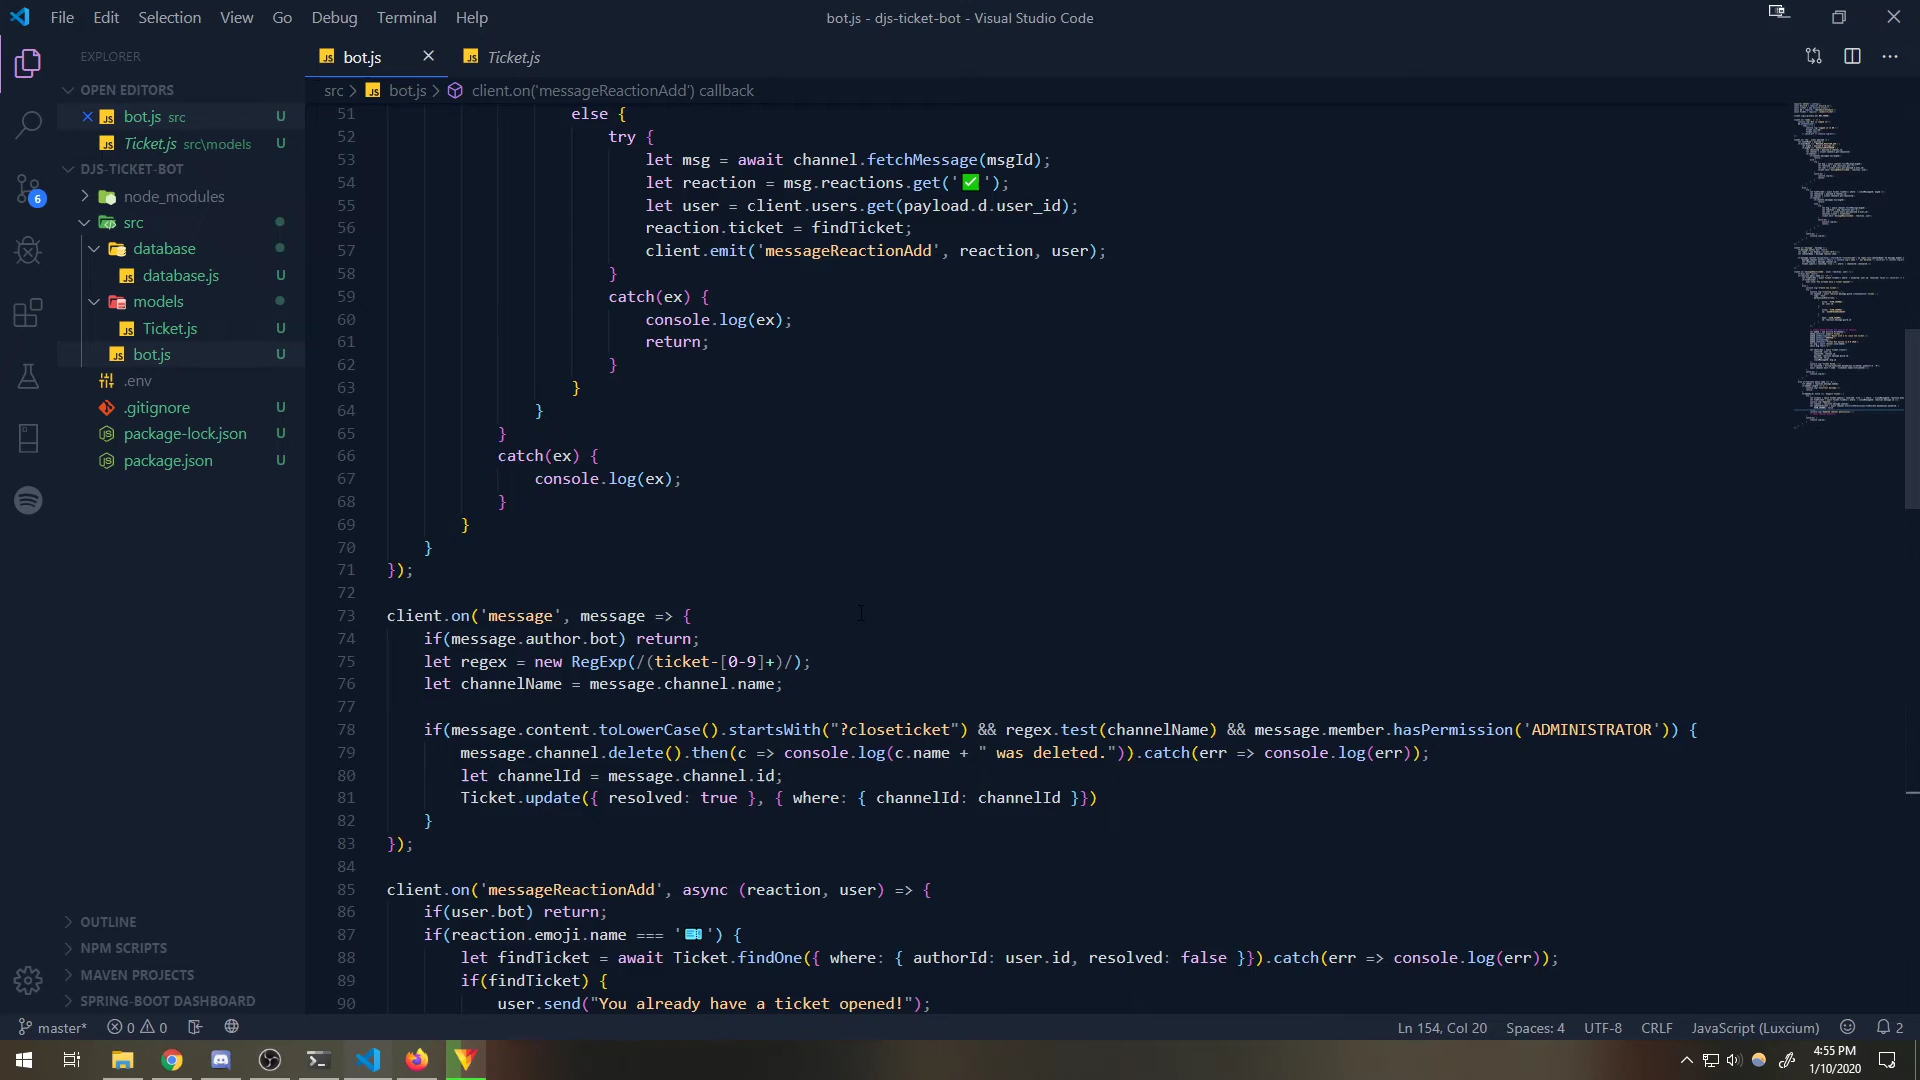 File Edit Selection View Go Debug Terminal Help
bot.js - djs-ticket-bot - Visual Studio Code
EXPLORER
OPEN EDITORS
bot.js src U
Ticket.js src\models U
DJS-TICKET-BOT
node_modules
src
database
database.js U
models
Ticket.js U
bot.js U
.env
.gitignore U
package-lock.json U
package.json U
6
OUTLINE
NPM SCRIPTS
MAVEN PROJECTS
SPRING-BOOT DASHBOARD
bot.js Ticket.js
src > bot.js > client.on('messageReactionAdd') callback
51 else {
52 try {
53 let msg = await channel.fetchMessage(msgId);
54 let reaction = msg.reactions.get('✅');
55 let user = client.users.get(payload.d.user_id);
56 reaction.ticket = findTicket;
57 client.emit('messageReactionAdd', reaction, user);
58 }
59 catch(ex) {
60 console.log(ex);
61 return;
62 }
63 }
64 }
65 }
66 catch(ex) {
67 console.log(ex);
68 }
69 }
70 }
71 });
72
73 client.on('message', message => {
74 if(message.author.bot) return;
75 let regex = new RegExp(/(ticket-[0-9]+)/);
76 let channelName = message.channel.name;
77
78 if(message.content.toLowerCase().startsWith("?closeticket") && regex.test(channelName) && message.member.hasPermission('ADMINISTRATOR')) {
79 message.channel.delete().then(c => console.log(c.name + " was deleted.")).catch(err => console.log(err));
80 let channelId = message.channel.id;
81 Ticket.update({ resolved: true }, { where: { channelId: channelId }})
82 }
83 });
84
85 client.on('messageReactionAdd', async (reaction, user) => {
86 if(user.bot) return;
87 if(reaction.emoji.name === '🎫') {
88 let findTicket = await Ticket.findOne({ where: { authorId: user.id, resolved: false }}).catch(err => console.log(err));
89 if(findTicket) {
90 user.send("You already have a ticket opened!");
master* 0 0 Ln 154, Col 20 Spaces: 4 UTF-8 CRLF JavaScript (Luxcium) 2
4:55 PM
1/10/2020